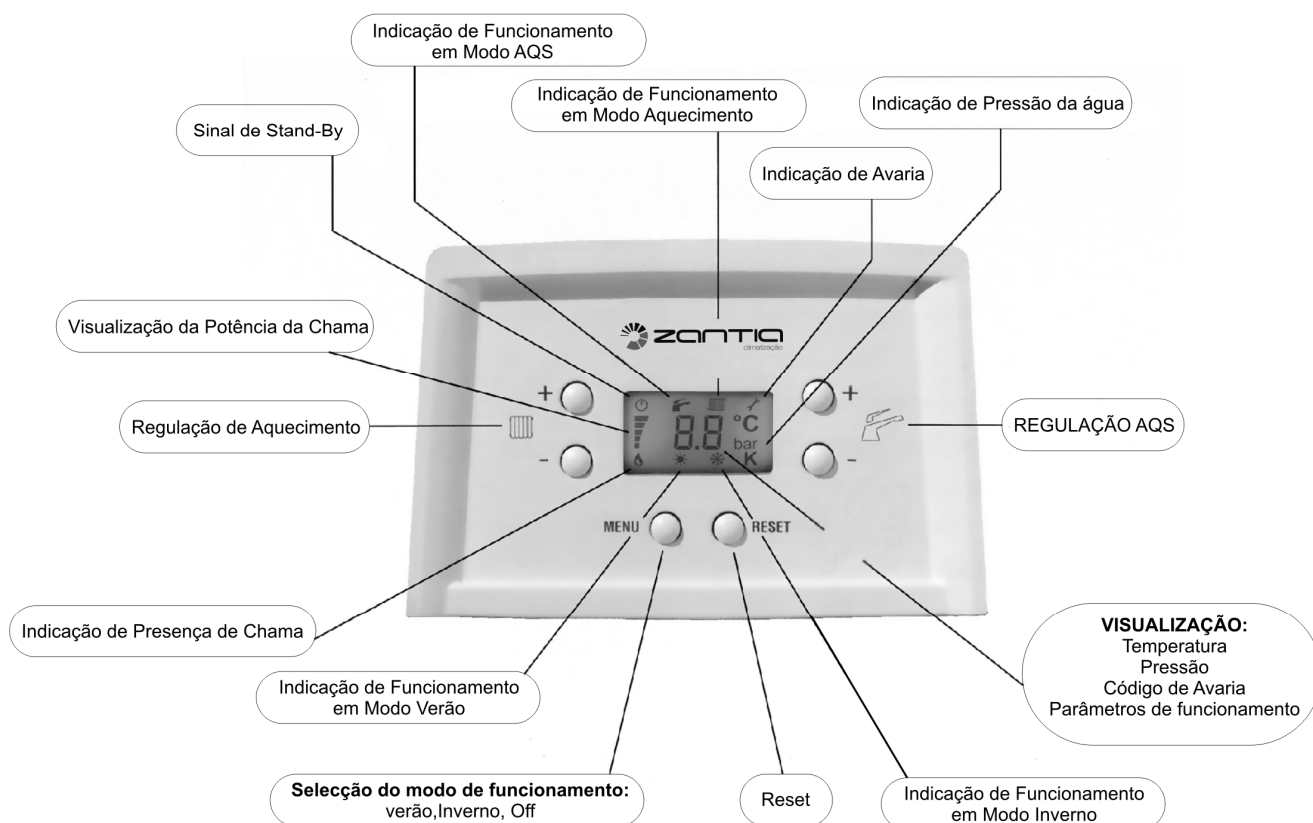 Indicação de Funcionamento
em Modo AQS
Indicação de Funcionamento
em Modo Aquecimento
Indicação de Pressão da água
Sinal de Stand-By
Indicação de Avaria
Visualização da Potência da Chama
zantia
climatização
+
+
°C
8.8
bar
Regulação de Aquecimento
REGULAÇÃO AQS
-
-
K
MENU
RESET
Indicação de Presença de Chama
VISUALIZAÇÃO:
Temperatura
Pressão
Código de Avaria
Parâmetros de funcionamento
Indicação de Funcionamento
em Modo Verão
Selecção do modo de funcionamento:
verão,Inverno, Off
Reset
Indicação de Funcionamento
em Modo Inverno